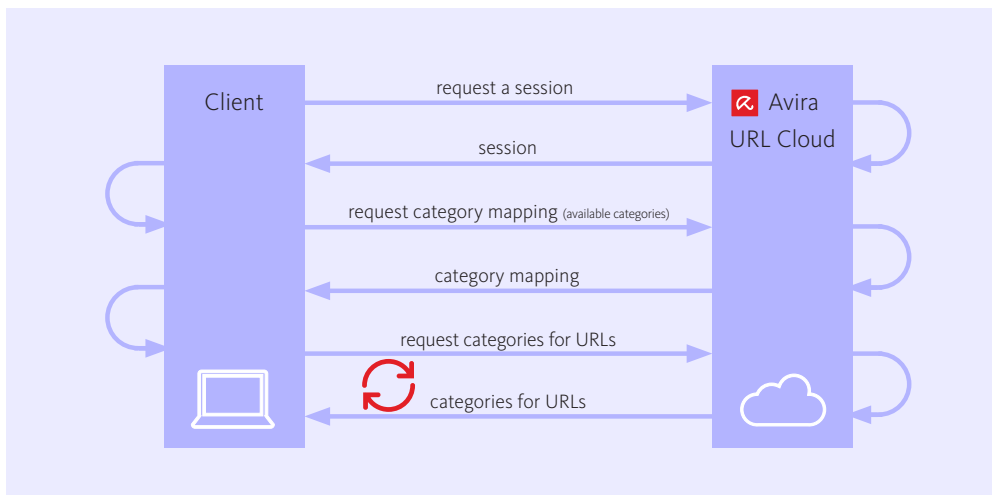 Client
request a session
Avira
URL Cloud
session
request category mapping (available categories)
category mapping
request categories for URLs
categories for URLs